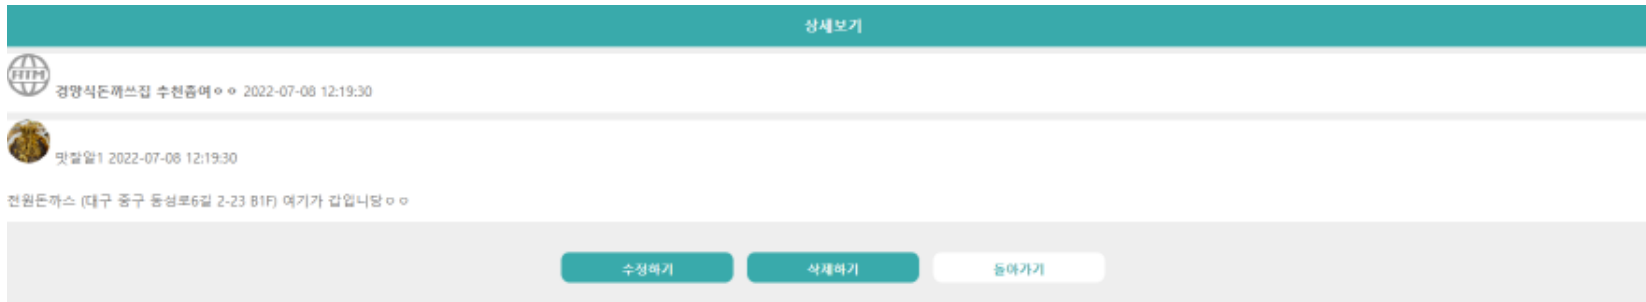 상세보기
ATM
경양식돈까쓰집 추천좀여ㅇㅇ 2022-07-08 12:19:30
맛잘알1 2022-07-08 12:19:30
전원돈까스 (대구 중구 동성로6길 2-23 B1F) 여기가 갑입니당ㅇㅇ
수정하기 삭제하기 돌아가기